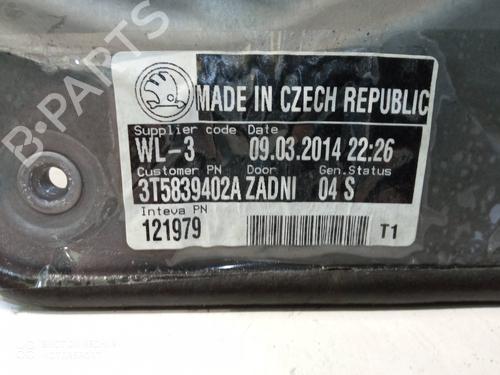 MADE IN CZECH REPUBLIC
Supplier code Date
WL-3 09.03.2014 22:26
Customer PN Door Gen.Status
3T5839402A ZADNI 04 S
Inteva PN
121979 T1
B-PARTS